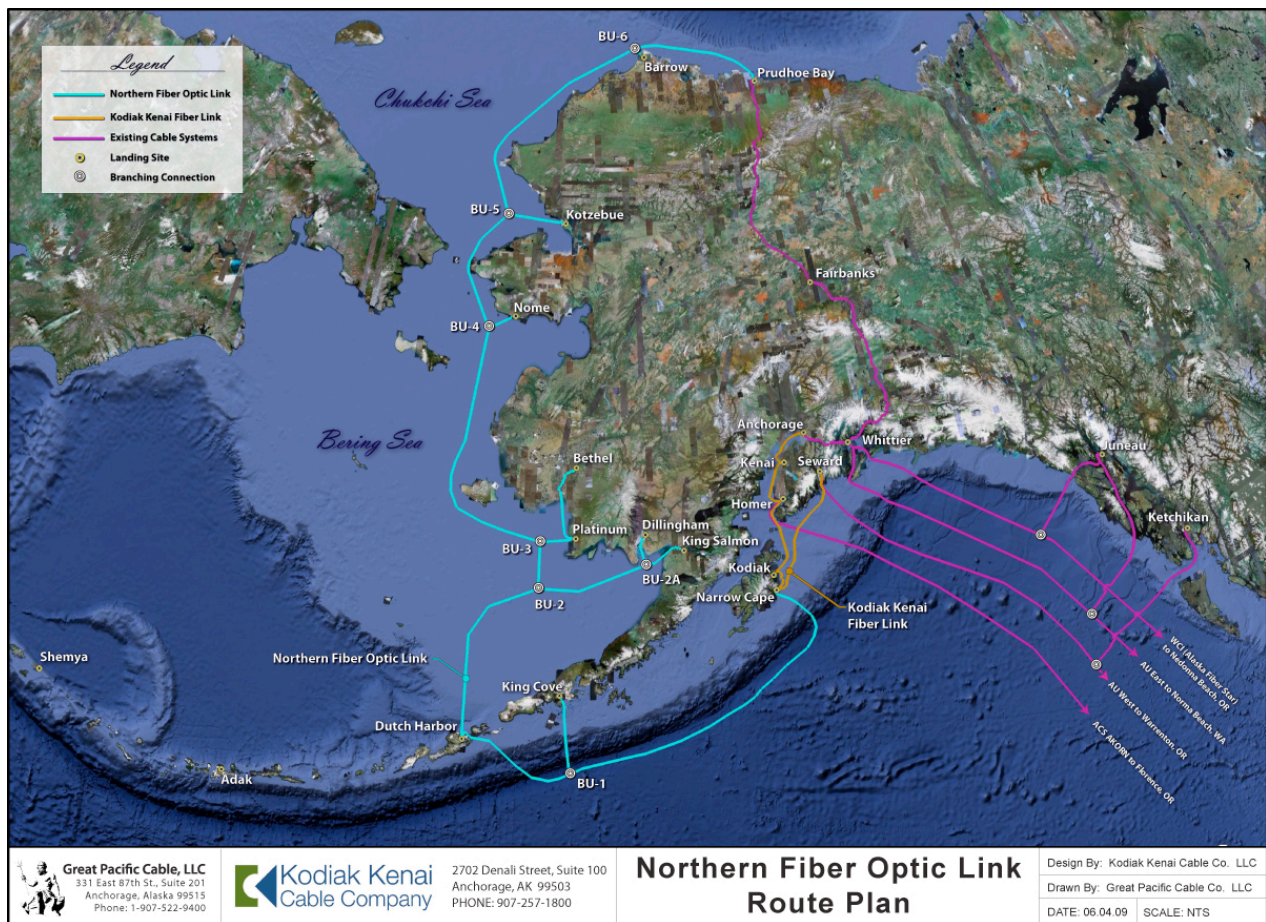 Legend
Northern Fiber Optic Link
Kodiak Kenai Fiber Link
Existing Cable Systems
Landing Site
Branching Connection
Chukchi Sea
BU-6
Barrow
Prudhoe Bay
BU-5
Kotzebue
Fairbanks
Nome
BU-4
Bering Sea
Anchorage
Whittier
Juneau
Bethel
Kenai
Seward
Homer
Ketchikan
Platinum
Dillingham
BU-3
King Salmon
BU-2A
Kodiak
BU-2
Narrow Cape
Kodiak Kenai
Fiber Link
Northern Fiber Optic Link
Shemya
King Cove
Dutch Harbor
Adak
BU-1
WCI (Alaska Fiber Star)
to Nedonna Beach, OR
AU East to Norma Beach, WA
AU West to Warrenton, OR
ACS AKORN to Florence, OR
Great Pacific Cable, LLC
331 East 87th St., Suite 201
Anchorage, Alaska 99515
Phone: 1-907-522-9400
Kodiak Kenai
Cable Company
2702 Denali Street, Suite 100
Anchorage, AK 99503
PHONE: 907-257-1800
Northern Fiber Optic Link
Route Plan
Design By: Kodiak Kenai Cable Co. LLC
Drawn By: Great Pacific Cable Co. LLC
DATE: 06.04.09
SCALE: NTS